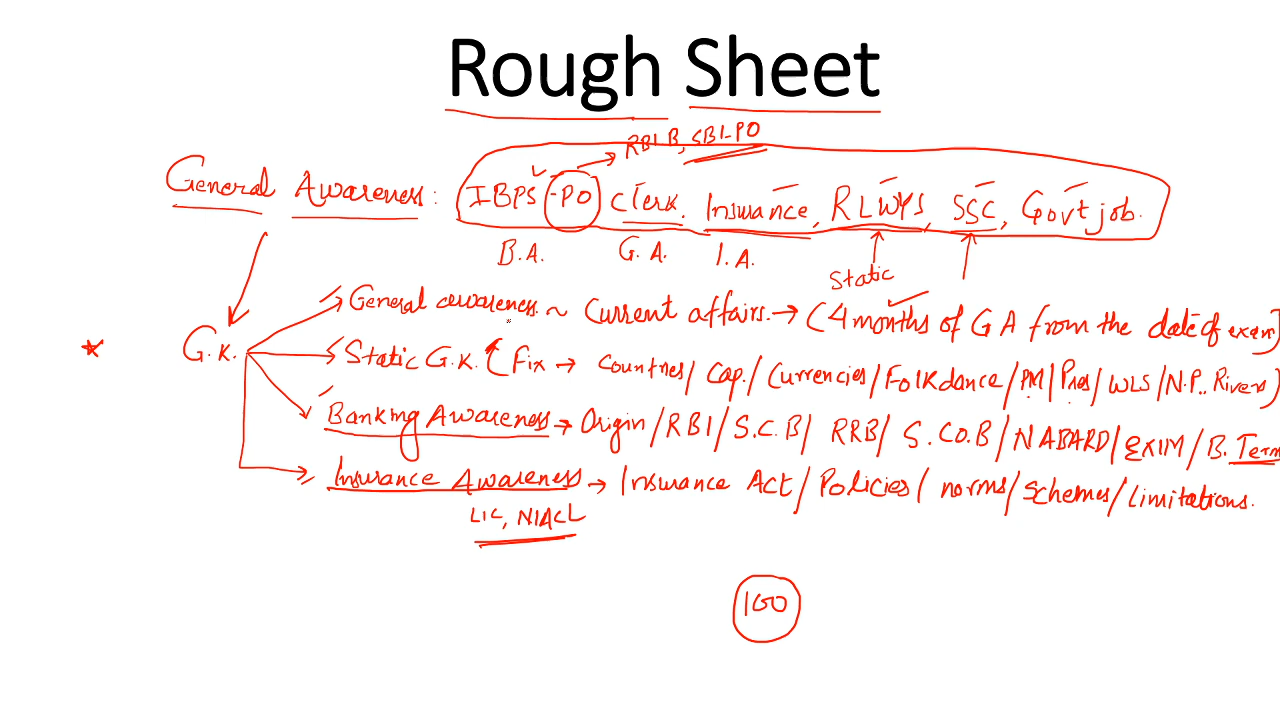 Rough Sheet
RBI B, SBI-PO
General Awareness: IBPS -PO Clerk, Insurance, RLWYS, SSC, Govt job.
B.A. G.A. I.A.
Static
General awareness ~ Current affairs. → (4 months of GA from the date of exam)
G.K.
Static G.K. (Fix → Countries/ Cap./ Currencies/ Folkdance/ PM/ Pres/ WLS/ N.P.. Rivers)
Banking Awareness → Origin/ RBI/ S.C.B/ RRB/ S.CO.B/ NABARD/ EXIM/ B. Term
Insurance Awareness → Insurance Act/ Policies/ norms/ Schemes/ Limitations.
LIC, NIACL
100